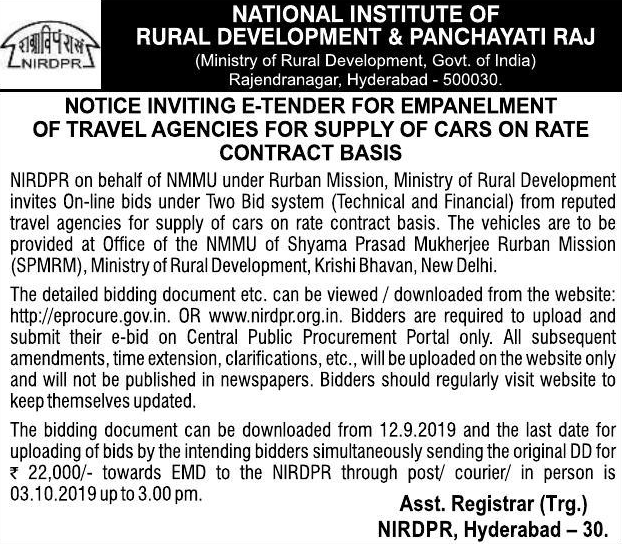 NATIONAL INSTITUTE OF
RURAL DEVELOPMENT & PANCHAYATI RAJ
(Ministry of Rural Development, Govt. of India)
Rajendranagar, Hyderabad - 500030.
NIRDPR
NOTICE INVITING E-TENDER FOR EMPANELMENT
OF TRAVEL AGENCIES FOR SUPPLY OF CARS ON RATE
CONTRACT BASIS
NIRDPR on behalf of NMMU under Rurban Mission, Ministry of Rural Development
invites On-line bids under Two Bid system (Technical and Financial) from reputed
travel agencies for supply of cars on rate contract basis. The vehicles are to be
provided at Office of the NMMU of Shyama Prasad Mukherjee Rurban Mission
(SPMRM), Ministry of Rural Development, Krishi Bhavan, New Delhi.
The detailed bidding document etc. can be viewed / downloaded from the website:
http://eprocure.gov.in. OR www.nirdpr.org.in. Bidders are required to upload and
submit their e-bid on Central Public Procurement Portal only. All subsequent
amendments, time extension, clarifications, etc., will be uploaded on the website only
and will not be published in newspapers. Bidders should regularly visit website to
keep themselves updated.
The bidding document can be downloaded from 12.9.2019 and the last date for
uploading of bids by the intending bidders simultaneously sending the original DD for
₹ 22,000/- towards EMD to the NIRDPR through post/ courier/ in person is
03.10.2019 up to 3.00 pm.
Asst. Registrar (Trg.)
NIRDPR, Hyderabad – 30.